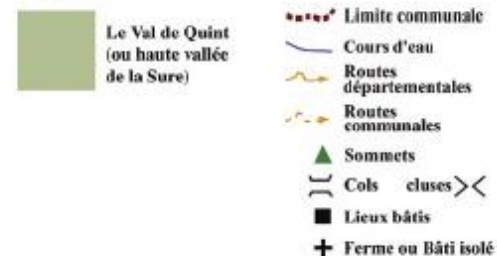 Le Val de Quint
(ou haute vallée
de la Sure)
Limite communale
Cours d'eau
Routes
départementales
Routes
communales
Sommets
Cols cluses
Lieux bâtis
Ferme ou Bâti isolé